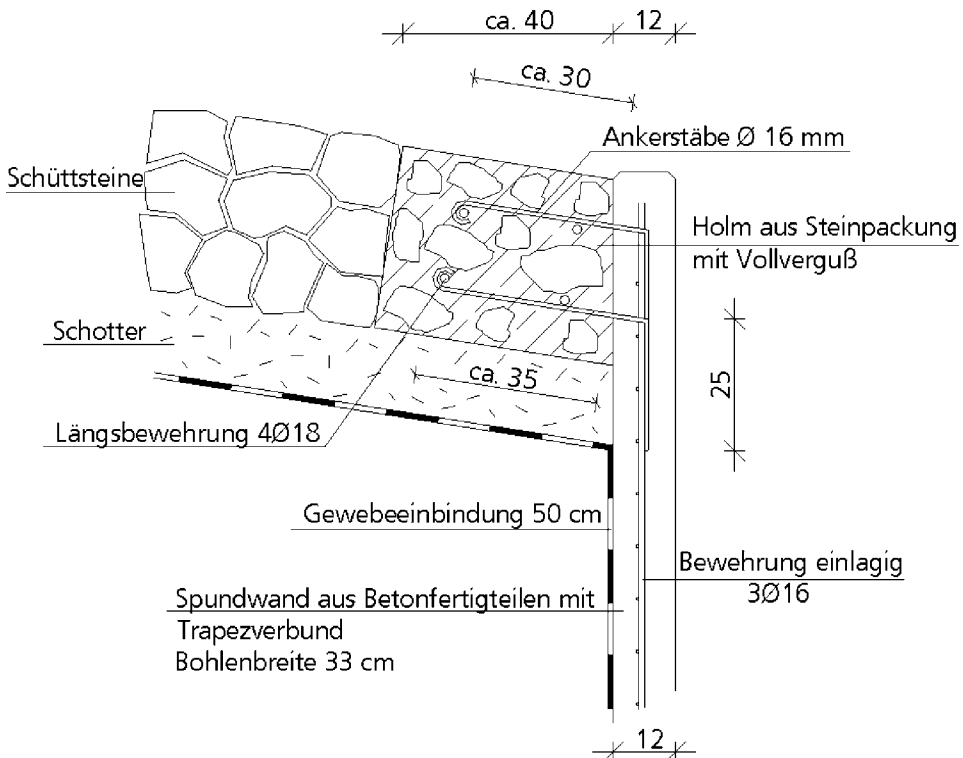 ca. 40
12
ca. 30
Ankerstäbe Ø 16 mm
Schüttsteine
Holm aus Steinpackung
mit Vollverguß
Schotter
ca. 35
25
Längsbewehrung 4Ø18
Gewebeeinbindung 50 cm
Bewehrung einlagig
3Ø16
Spundwand aus Betonfertigteilen mit
Trapezverbund
Bohlenbreite 33 cm
12